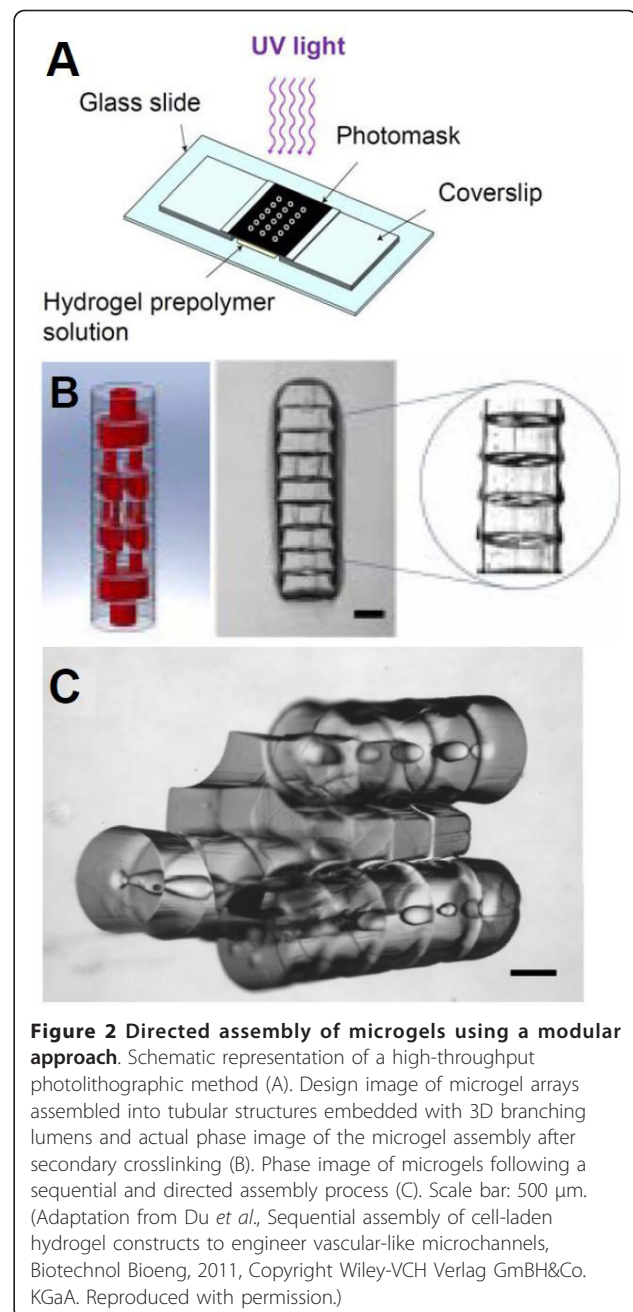 A
UV light
Glass slide
Photomask
Coverslip
Hydrogel prepolymer
solution
B
C
Figure 2 Directed assembly of microgels using a modular
approach. Schematic representation of a high-throughput
photolithographic method (A). Design image of microgel arrays
assembled into tubular structures embedded with 3D branching
lumens and actual phase image of the microgel assembly after
secondary crosslinking (B). Phase image of microgels following a
sequential and directed assembly process (C). Scale bar: 500 μm.
(Adaptation from Du et al., Sequential assembly of cell-laden
hydrogel constructs to engineer vascular-like microchannels,
Biotechnol Bioeng, 2011, Copyright Wiley-VCH Verlag GmBH&Co.
KGaA. Reproduced with permission.)